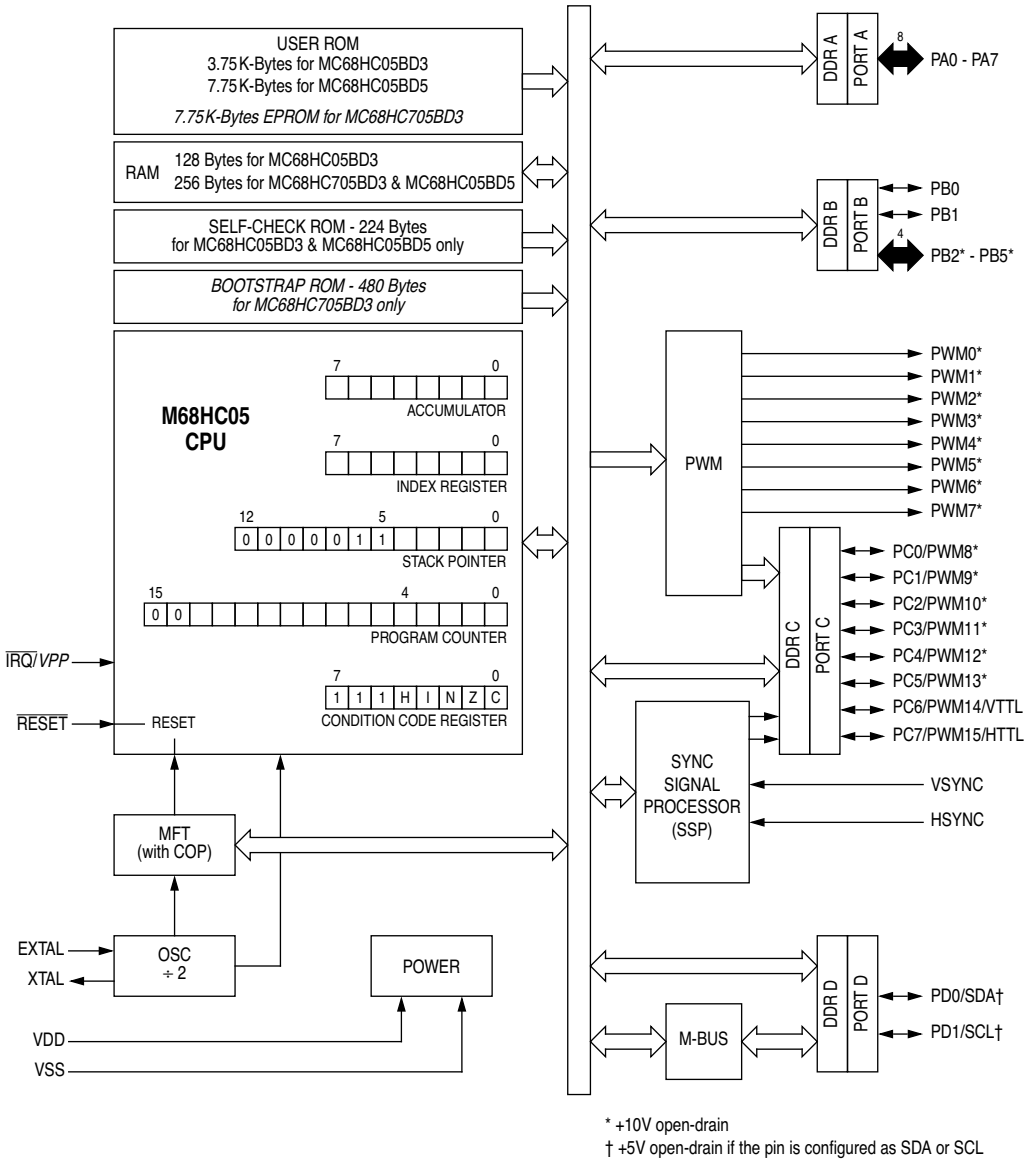 USER ROM
3.75K-Bytes for MC68HC05BD3
7.75K-Bytes for MC68HC05BD5
7.75K-Bytes EPROM for MC68HC705BD3
RAM
128 Bytes for MC68HC05BD3
256 Bytes for MC68HC705BD3 & MC68HC05BD5
SELF-CHECK ROM - 224 Bytes
for MC68HC05BD3 & MC68HC05BD5 only
BOOTSTRAP ROM - 480 Bytes
for MC68HC705BD3 only
M68HC05
CPU
7 0
ACCUMULATOR
7 0
INDEX REGISTER
12 5 0
0 0 0 0 0 1 1
STACK POINTER
15 4 0
0 0
PROGRAM COUNTER
7 0
1 1 1 H I N Z C
CONDITION CODE REGISTER
IRQ/VPP
RESET
RESET
MFT
(with COP)
EXTAL
XTAL
OSC
÷ 2
POWER
VDD
VSS
DDR A
PORT A
8
PA0 - PA7
DDR B
PORT B
PB0
PB1
4
PB2* - PB5*
PWM
PWM0*
PWM1*
PWM2*
PWM3*
PWM4*
PWM5*
PWM6*
PWM7*
DDR C
PORT C
PC0/PWM8*
PC1/PWM9*
PC2/PWM10*
PC3/PWM11*
PC4/PWM12*
PC5/PWM13*
PC6/PWM14/VTTL
PC7/PWM15/HTTL
SYNC
SIGNAL
PROCESSOR
(SSP)
VSYNC
HSYNC
M-BUS
DDR D
PORT D
PD0/SDA†
PD1/SCL†
* +10V open-drain
† +5V open-drain if the pin is configured as SDA or SCL